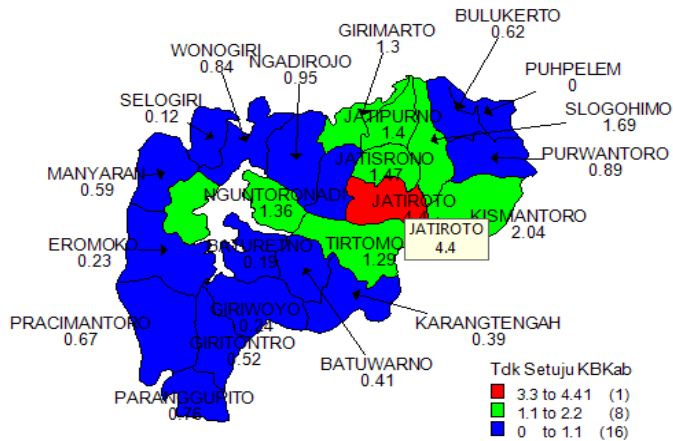 BULUKERTO
0.62
GIRIMARTO
1.3
WONOGIRI
0.84
NGADIROJO
0.95
PUHPELEM
0
SELOGIRI
0.12
SLOGOHIMO
1.69
JATIPURNO
1.4
PURWANTORO
0.89
JATISRONO
1.47
MANYARAN
0.59
NGUNTORONADI
1.36
JATIROTO
KISMANTORO
2.04
JATIROTO
4.4
EROMOKO
0.23
BATURETNO
0.19
TIRTOMO
1.29
PRACIMANTORO
0.67
GIRIWOYO
0.24
KARANGTENGAH
0.39
GIRITONTRO
0.52
BATUWARNO
0.41
PARANGGUPITO
0.76
Tdk Setuju KBKab
3.3 to 4.41 (1)
1.1 to 2.2 (8)
0 to 1.1 (16)